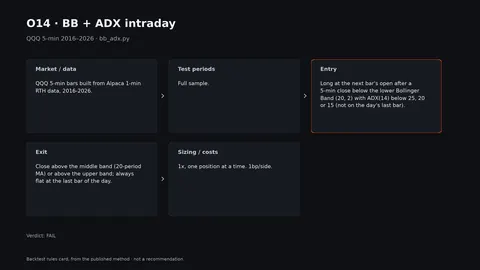 O14 · BB + ADX intraday
QQQ 5-min 2016–2026 · bb_adx.py
Market / data
QQQ 5-min bars built from Alpaca 1-min
RTH data, 2016-2026.
›
Test periods
Full sample.
›
Entry
Long at the next bar's open after a
5-min close below the lower Bollinger
Band (20, 2) with ADX(14) below 25, 20
or 15 (not on the day's last bar).
Exit
Close above the middle band (20-period
MA) or above the upper band; always
flat at the last bar of the day.
›
Sizing / costs
1x, one position at a time. 1bp/side.
Verdict: FAIL
Backtest rules card, from the published method · not a recommendation.